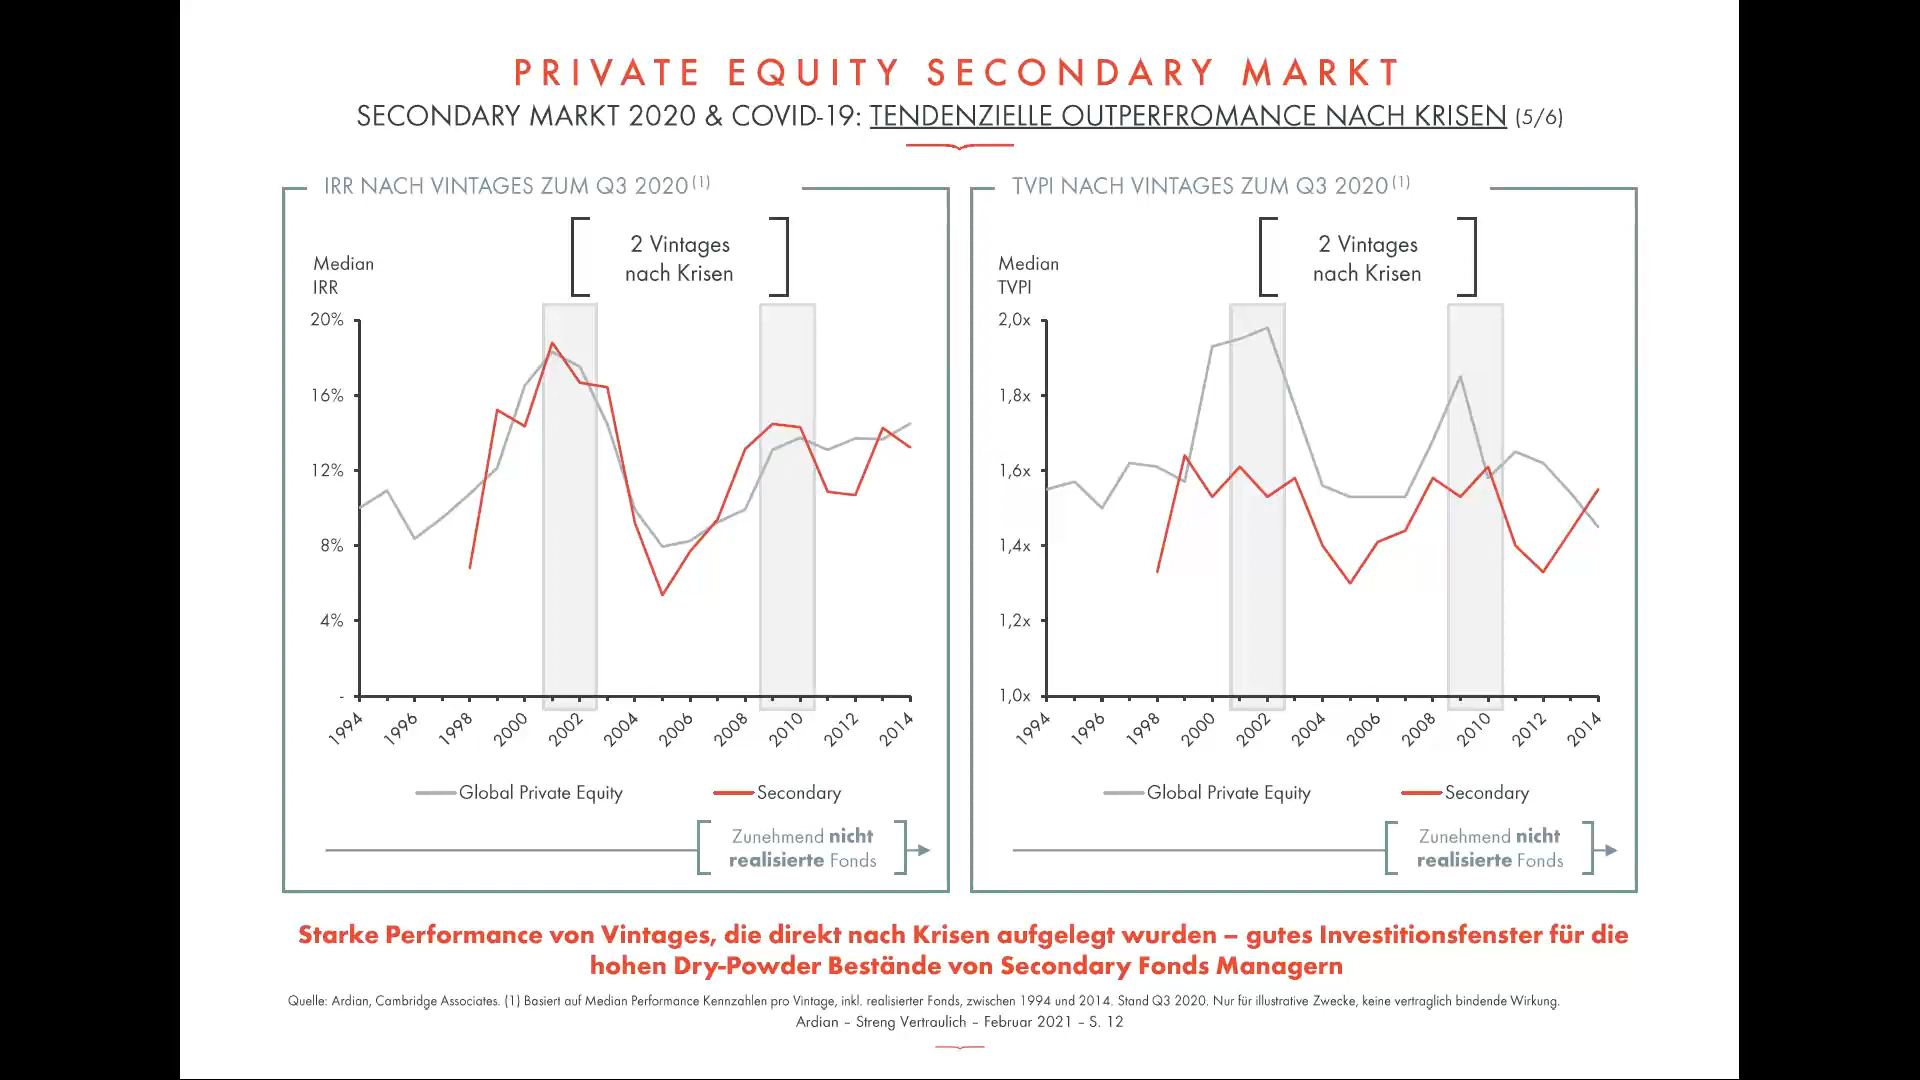 PRIVATE EQUITY SECONDARY MARKT
SECONDARY MARKT 2020 & COVID-19: TENDENZIELLE OUTPERFROMANCE NACH KRISEN (5/6)
IRR NACH VINTAGES ZUM Q3 2020 (1)
2 Vintages
nach Krisen
Median
IRR
20%
16%
12%
8%
4%
-
1994
1996
1998
2000
2002
2004
2006
2008
2010
2012
2014
Global Private Equity
Secondary
Zunehmend nicht
realisierte Fonds
TVPI NACH VINTAGES ZUM Q3 2020 (1)
2 Vintages
nach Krisen
Median
TVPI
2,0x
1,8x
1,6x
1,4x
1,2x
1,0x
1994
1996
1998
2000
2002
2004
2006
2008
2010
2012
2014
Global Private Equity
Secondary
Zunehmend nicht
realisierte Fonds
Starke Performance von Vintages, die direkt nach Krisen aufgelegt wurden – gutes Investitionsfenster für die
hohen Dry-Powder Bestände von Secondary Fonds Managern
Quelle: Ardian, Cambridge Associates. (1) Basiert auf Median Performance Kennzahlen pro Vintage, inkl. realisierter Fonds, zwischen 1994 und 2014. Stand Q3 2020. Nur für illustrative Zwecke, keine vertraglich bindende Wirkung.
Ardian – Streng Vertraulich – Februar 2021 – S. 12